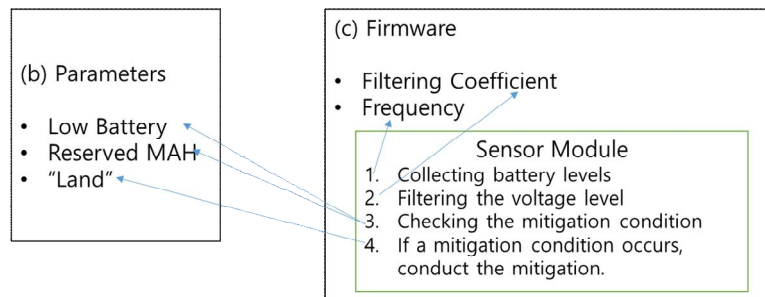 (b) Parameters
• Low Battery
• Reserved MAH
• “Land”
(c) Firmware
• Filtering Coefficient
• Frequency
Sensor Module
1. Collecting battery levels
2. Filtering the voltage level
3. Checking the mitigation condition
4. If a mitigation condition occurs,
conduct the mitigation.